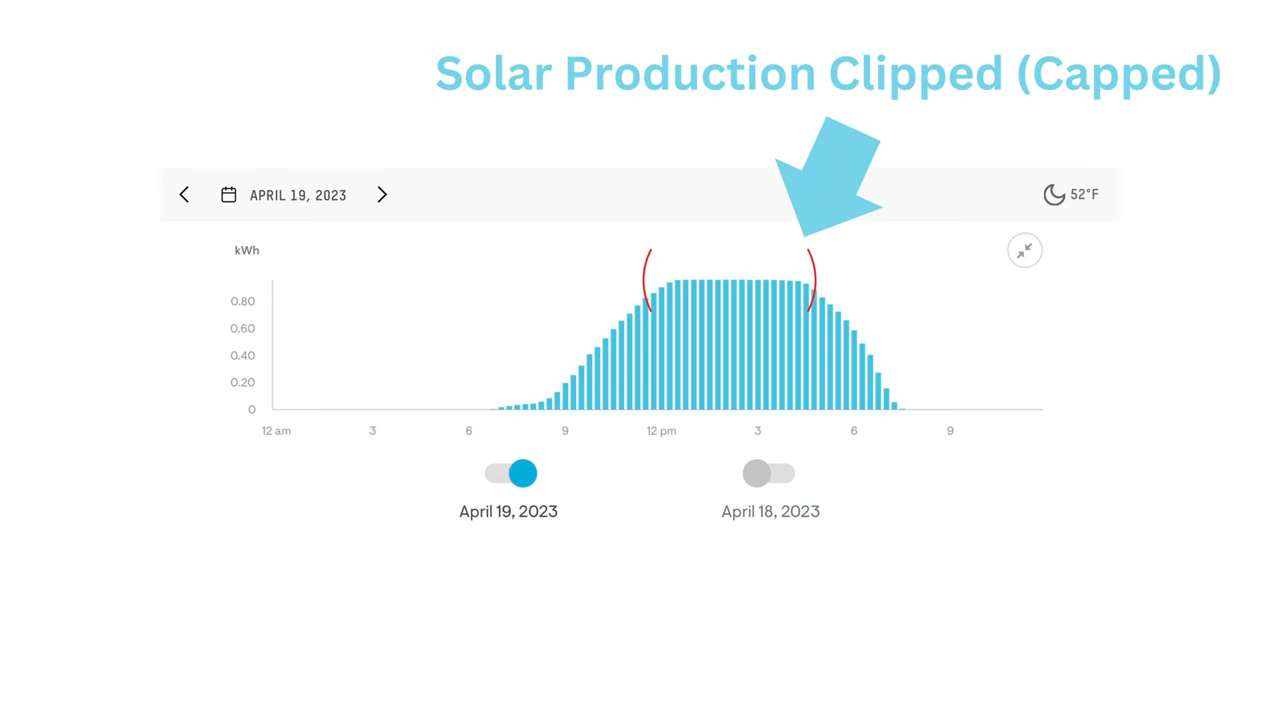 Solar Production Clipped (Capped)
APRIL 19, 2023
52°F
kWh
0.80
0.60
0.40
0.20
0
12 am 3 6 9 12 pm 3 6 9
April 19, 2023 April 18, 2023